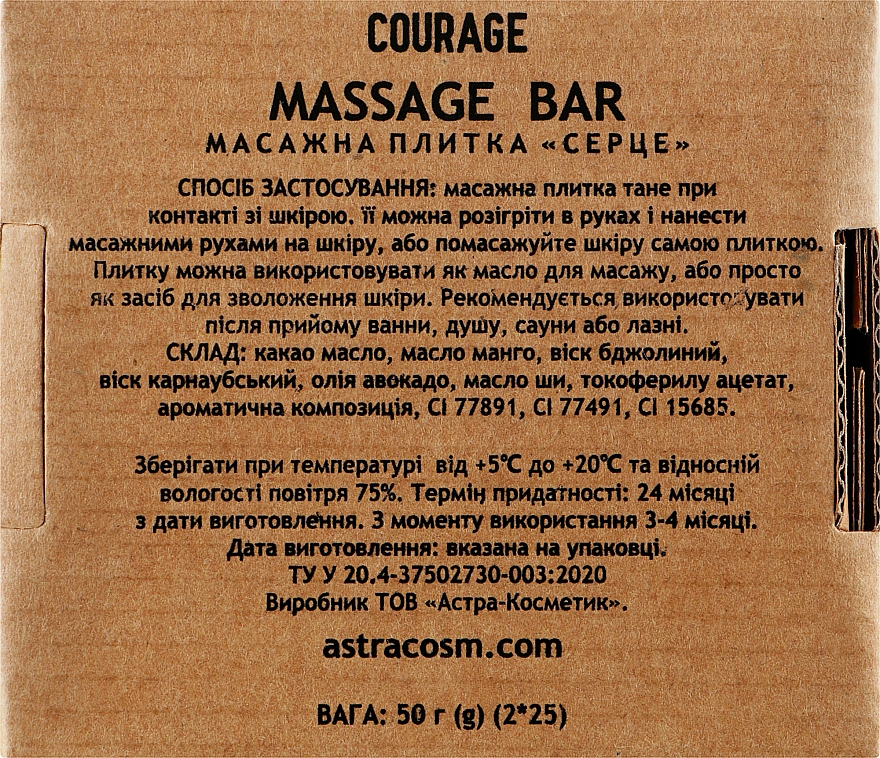 COURAGE
MASSAGE BAR
МАСАЖНА ПЛИТКА «СЕРЦЕ»
СПОСІБ ЗАСТОСУВАННЯ: масажна плитка тане при
контакті зі шкірою. її можна розігріти в руках і нанести
масажними рухами на шкіру, або помасажуйте шкіру самою плиткою.
Плитку можна використовувати як масло для масажу, або просто
як засіб для зволоження шкіри. Рекомендується використовувати
після прийому ванни, душу, сауни або лазні.
СКЛАД: какао масло, масло манго, віск бджолиний,
віск карнаубський, олія авокадо, масло ши, токоферилу ацетат,
ароматична композиція, CI 77891, CI 77491, CI 15685.
Зберігати при температурі від +5℃ до +20℃ та відносній
вологості повітря 75%. Термін придатності: 24 місяці
з дати виготовлення. З моменту використання 3-4 місяці.
Дата виготовлення: вказана на упаковці.
ТУ У 20.4-37502730-003:2020
Виробник ТОВ «Астра-Косметик».
astracosm.com
ВАГА: 50 г (g) (2*25)